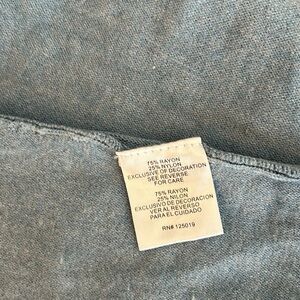 75% RAYON
25% NYLON
EXCLUSIVE OF DECORATION
SEE REVERSE
FOR CARE
75% RAYON
25% NILON
EXCLUSIVO DE DECORACION
VER AL REVERSO
PARA EL CUIDADO
RN# 125019